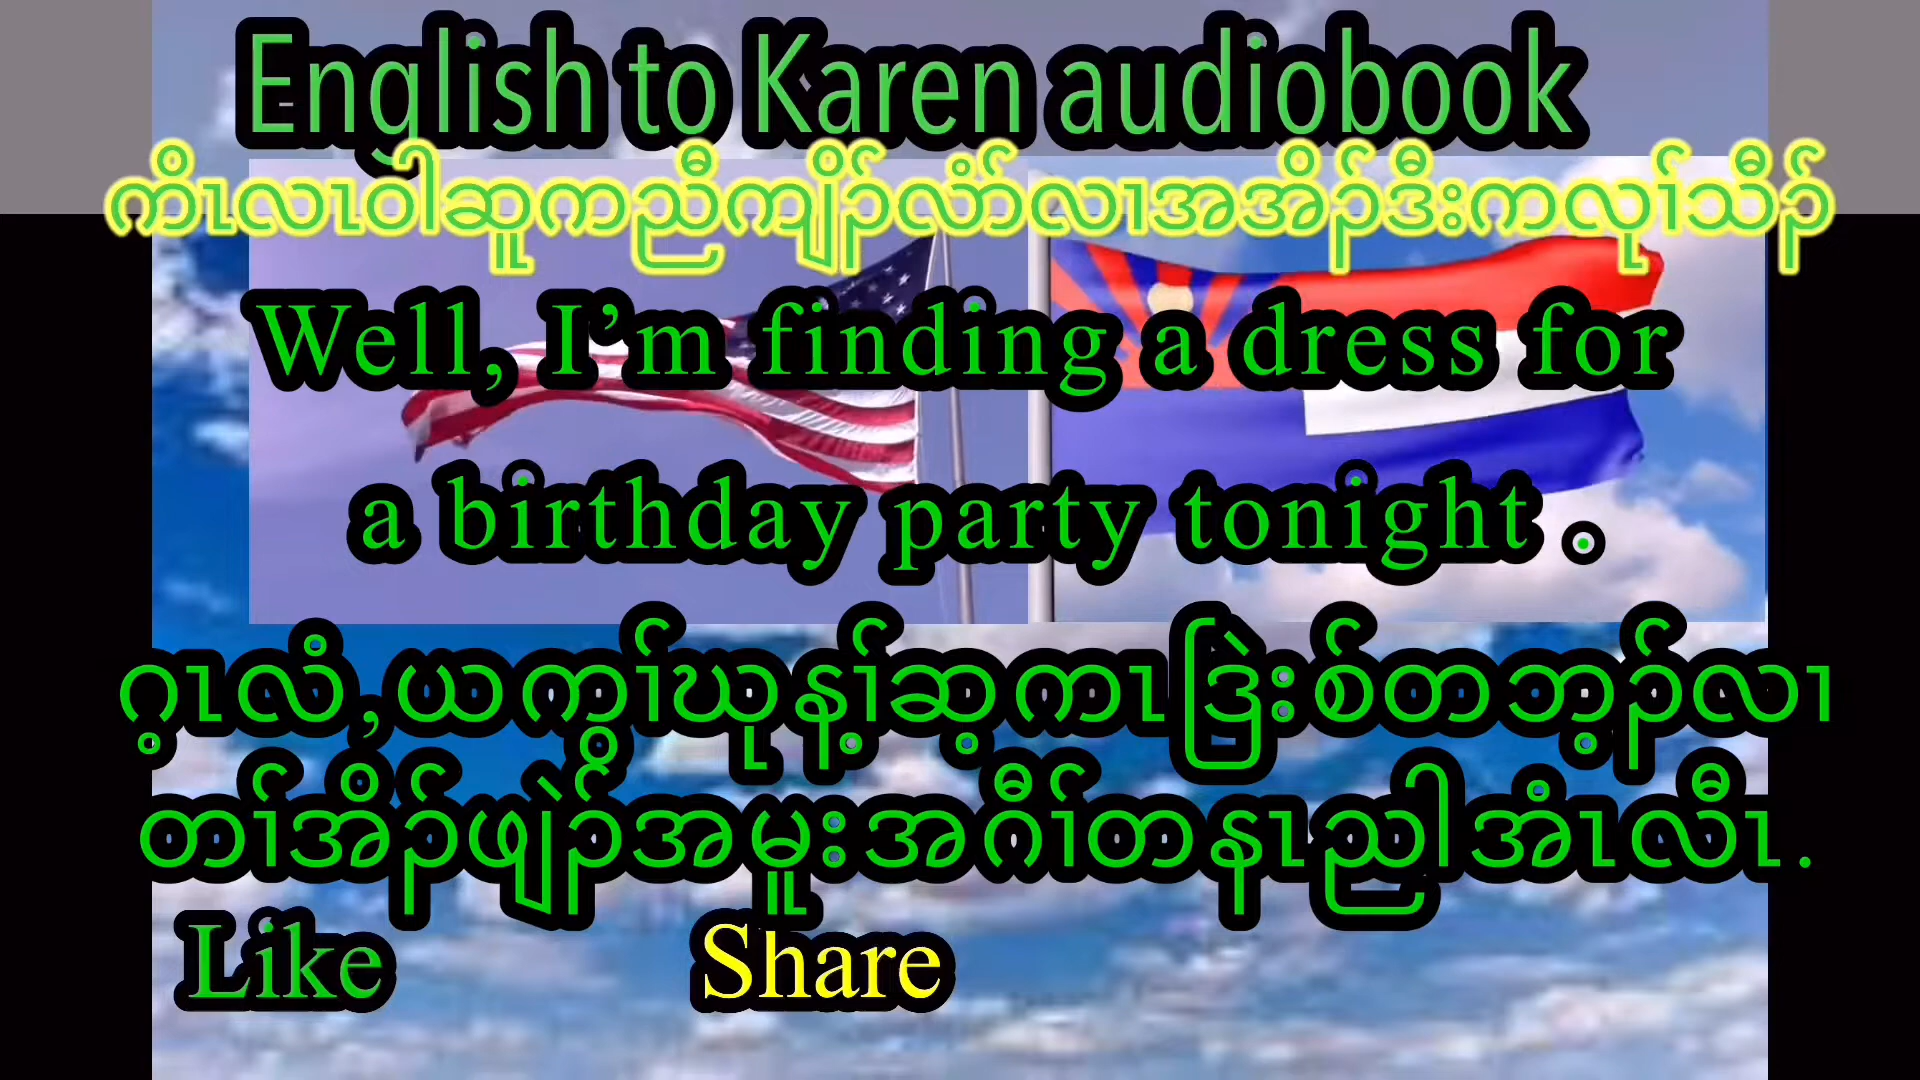 English to Karen audiobook
ကိၤလၤဝါဆူကညီကျိၣ်လံာ်လၢအအိၣ်ဒီးကလုၢ်သီၣ်
Well, I’m finding a dress for
a birthday party tonight .
ဂ့ၤလံ,ယကွၢ်ဃုန့ၢ်ဆ့ကၤဒြဲးစ်တဘ့ၣ်လၢ
တၢ်အိၣ်ဖျဲၣ်အမူးအဂီၢ်တနၤညါအံၤလီၤ.
Like Share